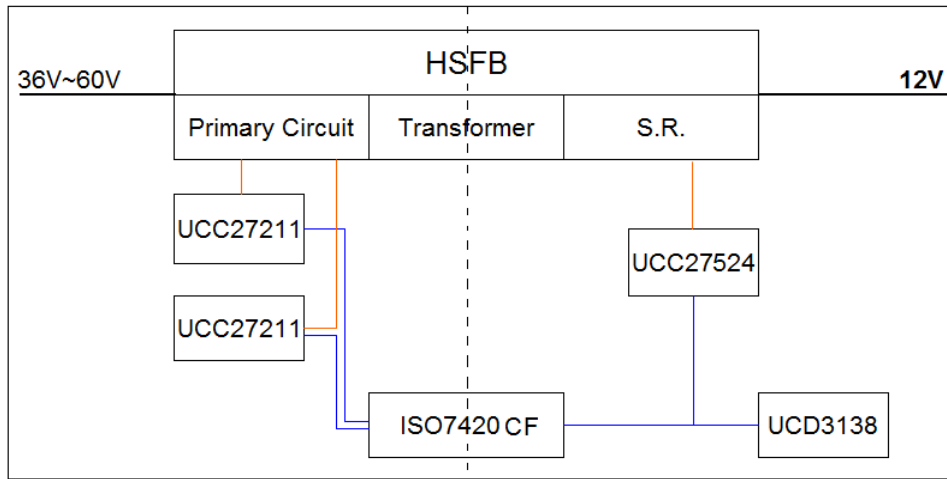 HSFB
36V~60V
12V
Primary Circuit
Transformer
S.R.
UCC27211
UCC27524
UCC27211
ISO7420 CF
UCD3138